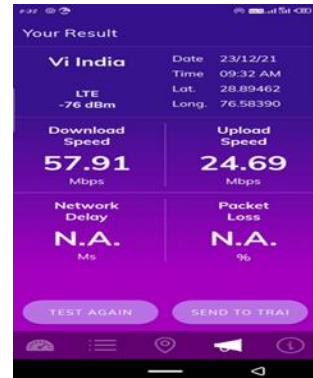 Your Result
Vi India
LTE
-76 dBm
Date 23/12/21
Time 09:32 AM
Lat. 28.89462
Long. 76.58390
Download
Speed
57.91
Mbps
Upload
Speed
24.69
Mbps
Network
Delay
N.A.
Ms
Packet
Loss
N.A.
%
TEST AGAIN
SEND TO TRAI